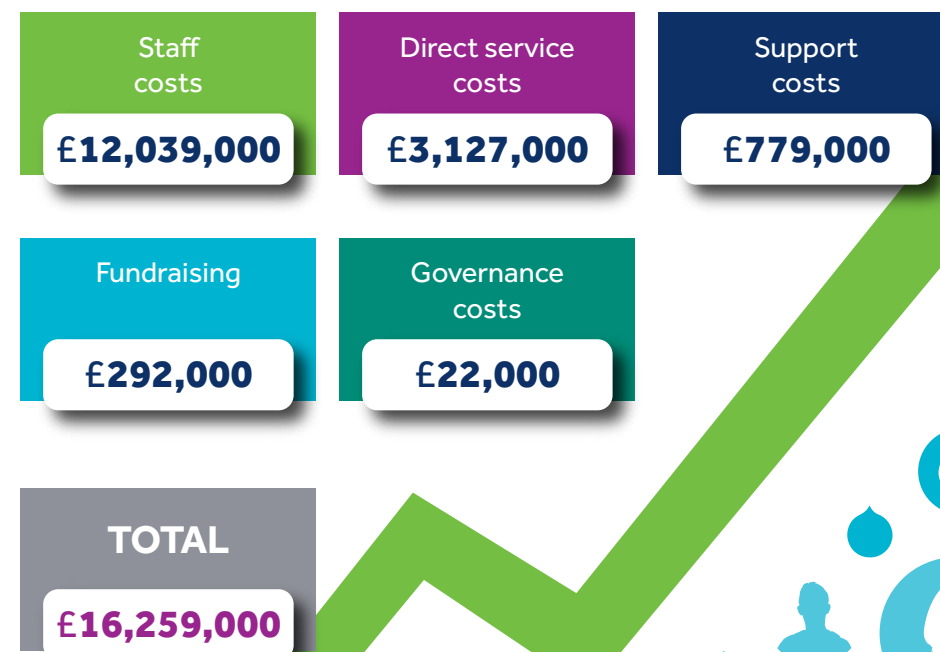 Staff
costs
£12,039,000
Direct service
costs
£3,127,000
Support
costs
£779,000
Fundraising
£292,000
Governance
costs
£22,000
TOTAL
£16,259,000